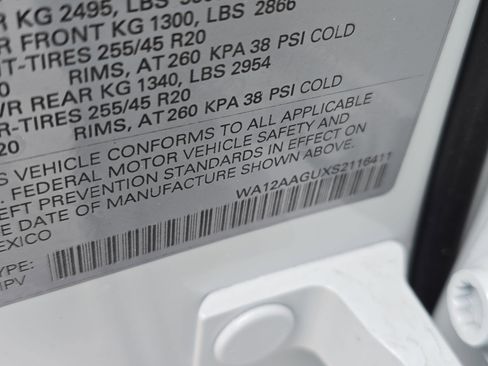 R KG 2495, LBS
R FRONT KG 1300, LBS 2866
T-TIRES 255/45 R20
0 RIMS, AT 260 KPA 38 PSI COLD
WR REAR KG 1340, LBS 2954
R-TIRES 255/45 R20
20 RIMS, AT 260 KPA 38 PSI COLD
S VEHICLE CONFORMS TO ALL APPLICABLE
. FEDERAL MOTOR VEHICLE SAFETY AND
EFT PREVENTION STANDARDS IN EFFECT ON
E DATE OF MANUFACTURE SHOWN ABOVE.
EXICO
WA12AAGUXS2116411
TYPE:
MPV